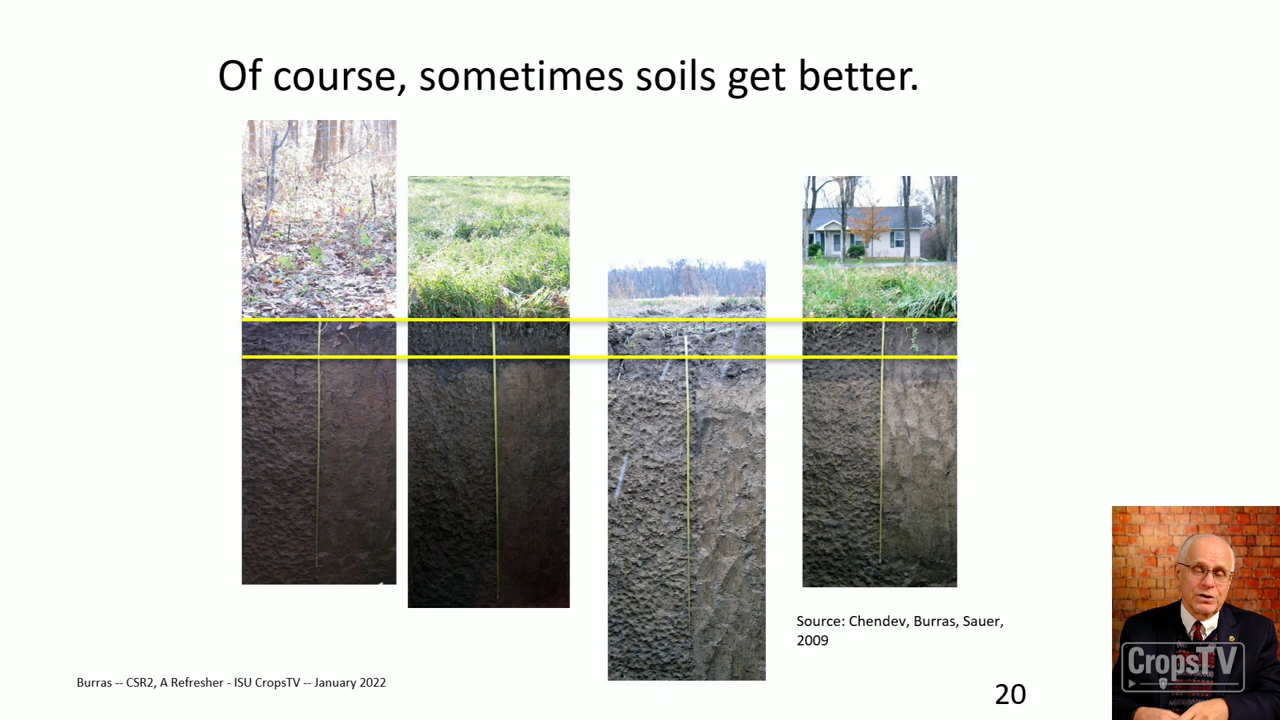 Of course, sometimes soils get better.
Source: Chendev, Burras, Sauer,
2009
Burras -- CSR2, A Refresher - ISU CropsTV -- January 2022
20
CropsTV